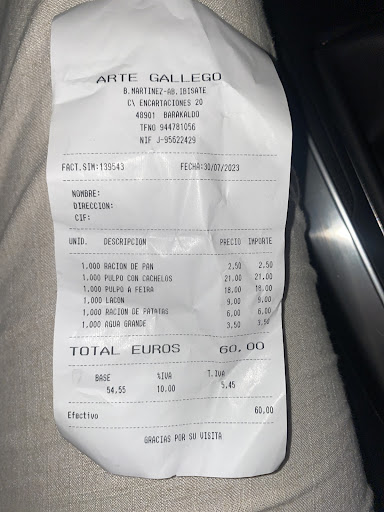 ARTE GALLEGO
B.MARTINEZ-AB.IBISATE
C\ ENCARTACIONES 20
48901 BARAKALDO
TFNO 944781056
NIF J-95622429
FACT.SIM:139543 FECHA:30/07/2023
NOMBRE:
DIRECCION:
CIF:
UNID. DESCRIPCION PRECIO IMPORTE
1,000 RACION DE PAN 2,50 2,50
1,000 PULPO CON CACHELOS 21,00 21,00
1,000 PULPO A FEIRA 18,00 18,00
1,000 LACON 9,00 9,00
1,000 RACION DE PATATAS 6,00 6,00
1,000 AGUA GRANDE 3,50 3,50
TOTAL EUROS 60,00
BASE %IVA T.IVA
54,55 10.00 5,45
Efectivo 60,00
GRACIAS POR SU VISITA